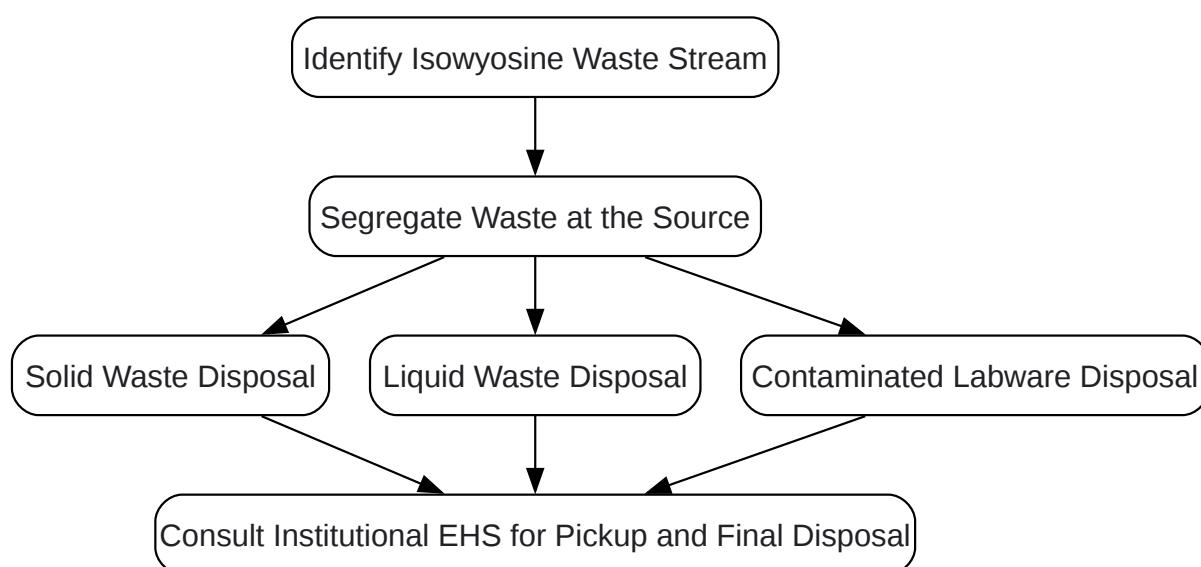 Identify Isowyosine Waste Stream
Segregate Waste at the Source
Solid Waste Disposal
Liquid Waste Disposal
Contaminated Labware Disposal
Consult Institutional EHS for Pickup and Final Disposal